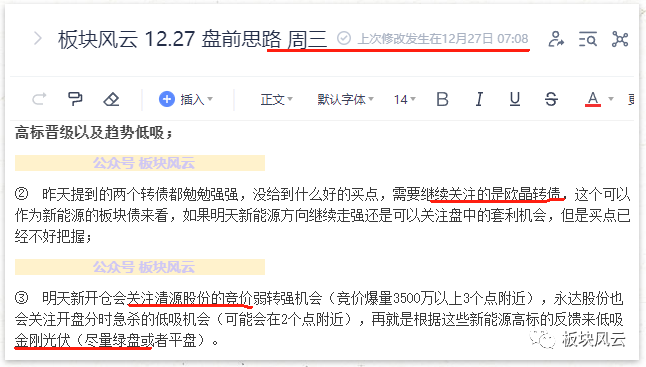 板块风云 12.27 盘前思路 周三 上次修改发生在12月27日 07:08
插入 正文 默认字体 14 B I U S A 更
高标晋级以及趋势低吸；
公众号 板块风云
② 昨天提到的两个转债都勉勉强强，没给到什么好的买点，需要继续关注的是欧晶转债，这个可以
作为新能源的板块债来看，如果明天新能源方向继续走强还是可以关注盘中的套利机会，但是买点已
经不好把握；
公众号 板块风云
③ 明天新开仓会关注清源股份的竞价弱转强机会（竞价爆量3500万以上3个点附近），永达股份也
会关注开盘分时急杀的低吸机会（可能会在2个点附近），再就是根据这些新能源高标的反馈来低吸
金刚光伏（尽量绿盘或者平盘）。
板块风云